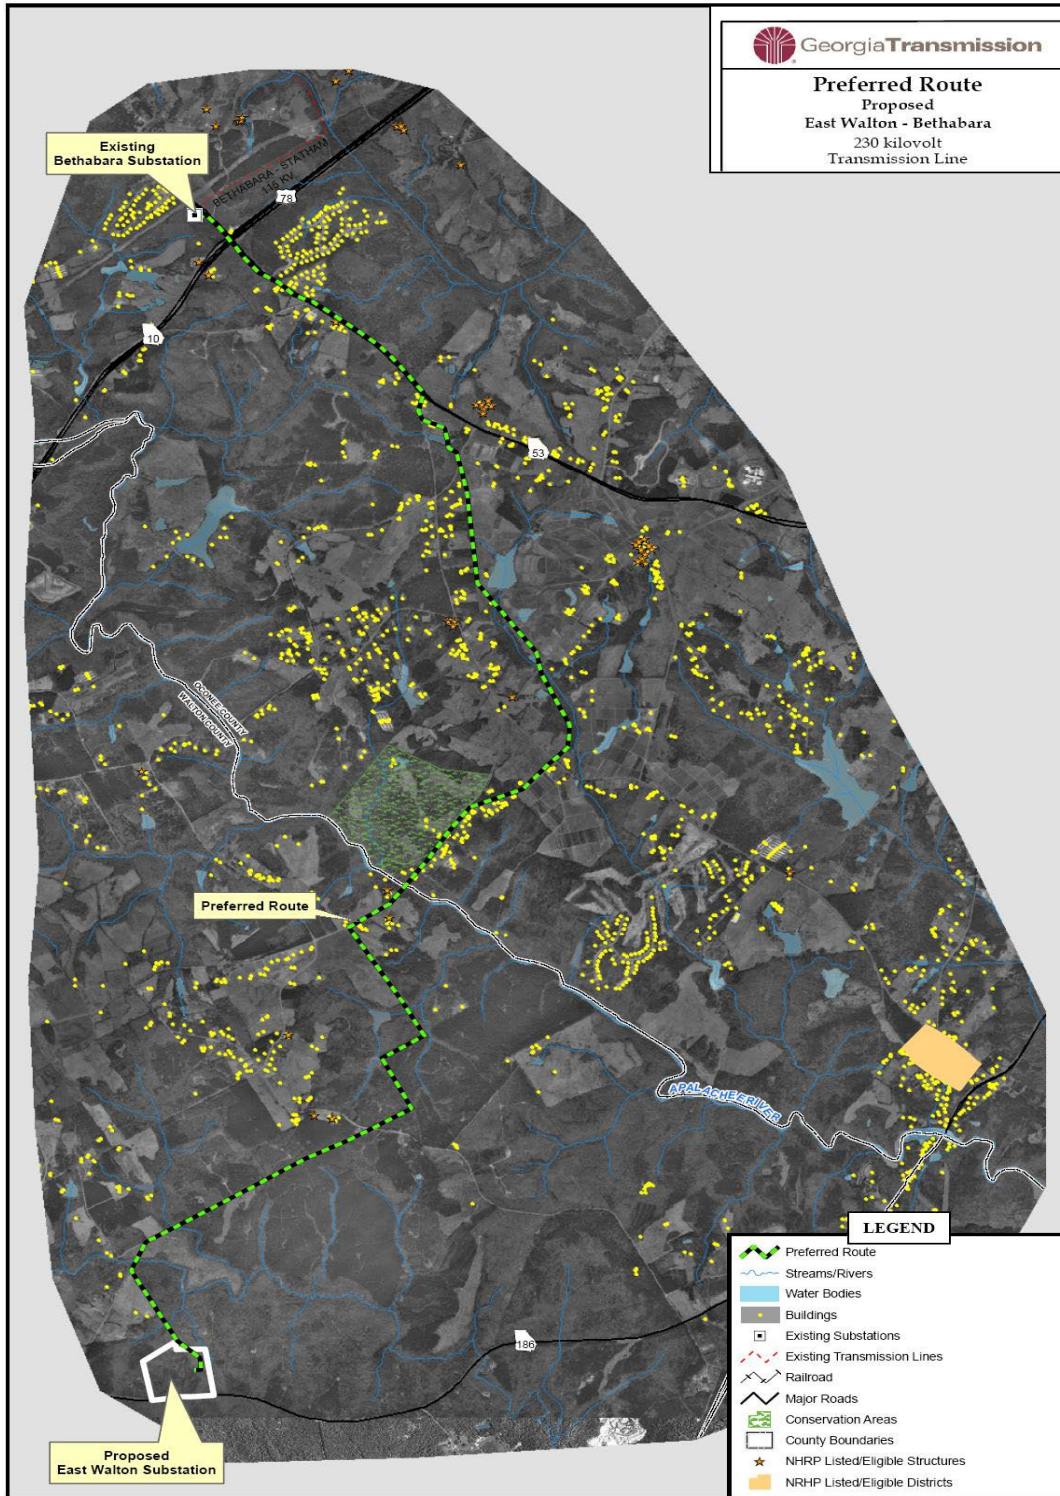 GeorgiaTransmission
Preferred Route
Proposed
East Walton - Bethabara
230 kilovolt
Transmission Line
Existing
Bethabara Substation
BETHABARA - STATHAM
115 KV
78
10
53
OCONEE COUNTY
WALTON COUNTY
Preferred Route
APALACHEE RIVER
186
Proposed
East Walton Substation
LEGEND
Preferred Route
Streams/Rivers
Water Bodies
Buildings
Existing Substations
Existing Transmission Lines
Railroad
Major Roads
Conservation Areas
County Boundaries
NHRP Listed/Eligible Structures
NRHP Listed/Eligible Districts